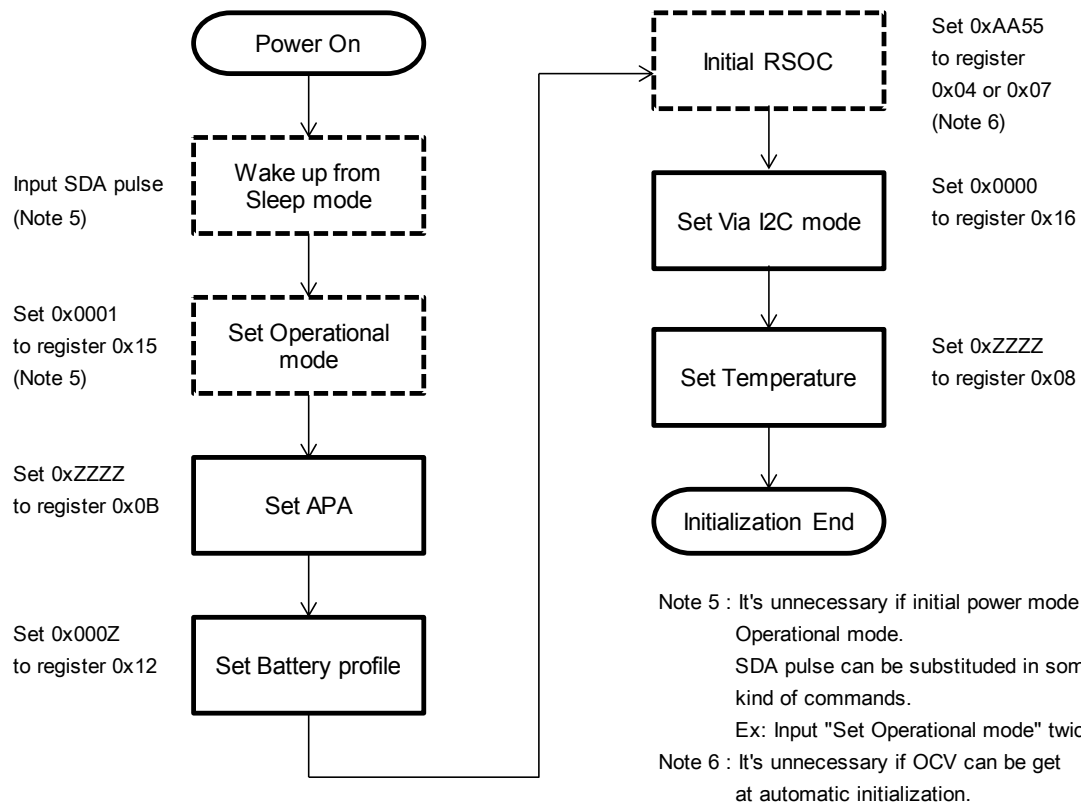 Power On
Input SDA pulse
(Note 5)
Wake up from
Sleep mode
Set 0x0001
to register 0x15
(Note 5)
Set Operational
mode
Set 0xZZZZ
to register 0x0B
Set APA
Set 0x000Z
to register 0x12
Set Battery profile
Initial RSOC
Set 0xAA55
to register
0x04 or 0x07
(Note 6)
Set Via I2C mode
Set 0x0000
to register 0x16
Set Temperature
Set 0xZZZZ
to register 0x08
Initialization End
Note 5 : It's unnecessary if initial power mode
Operational mode.
SDA pulse can be substituded in
kind of commands.
Ex: Input "Set Operational mode"
Note 6 : It's unnecessary if OCV can be get
at automatic initialization.